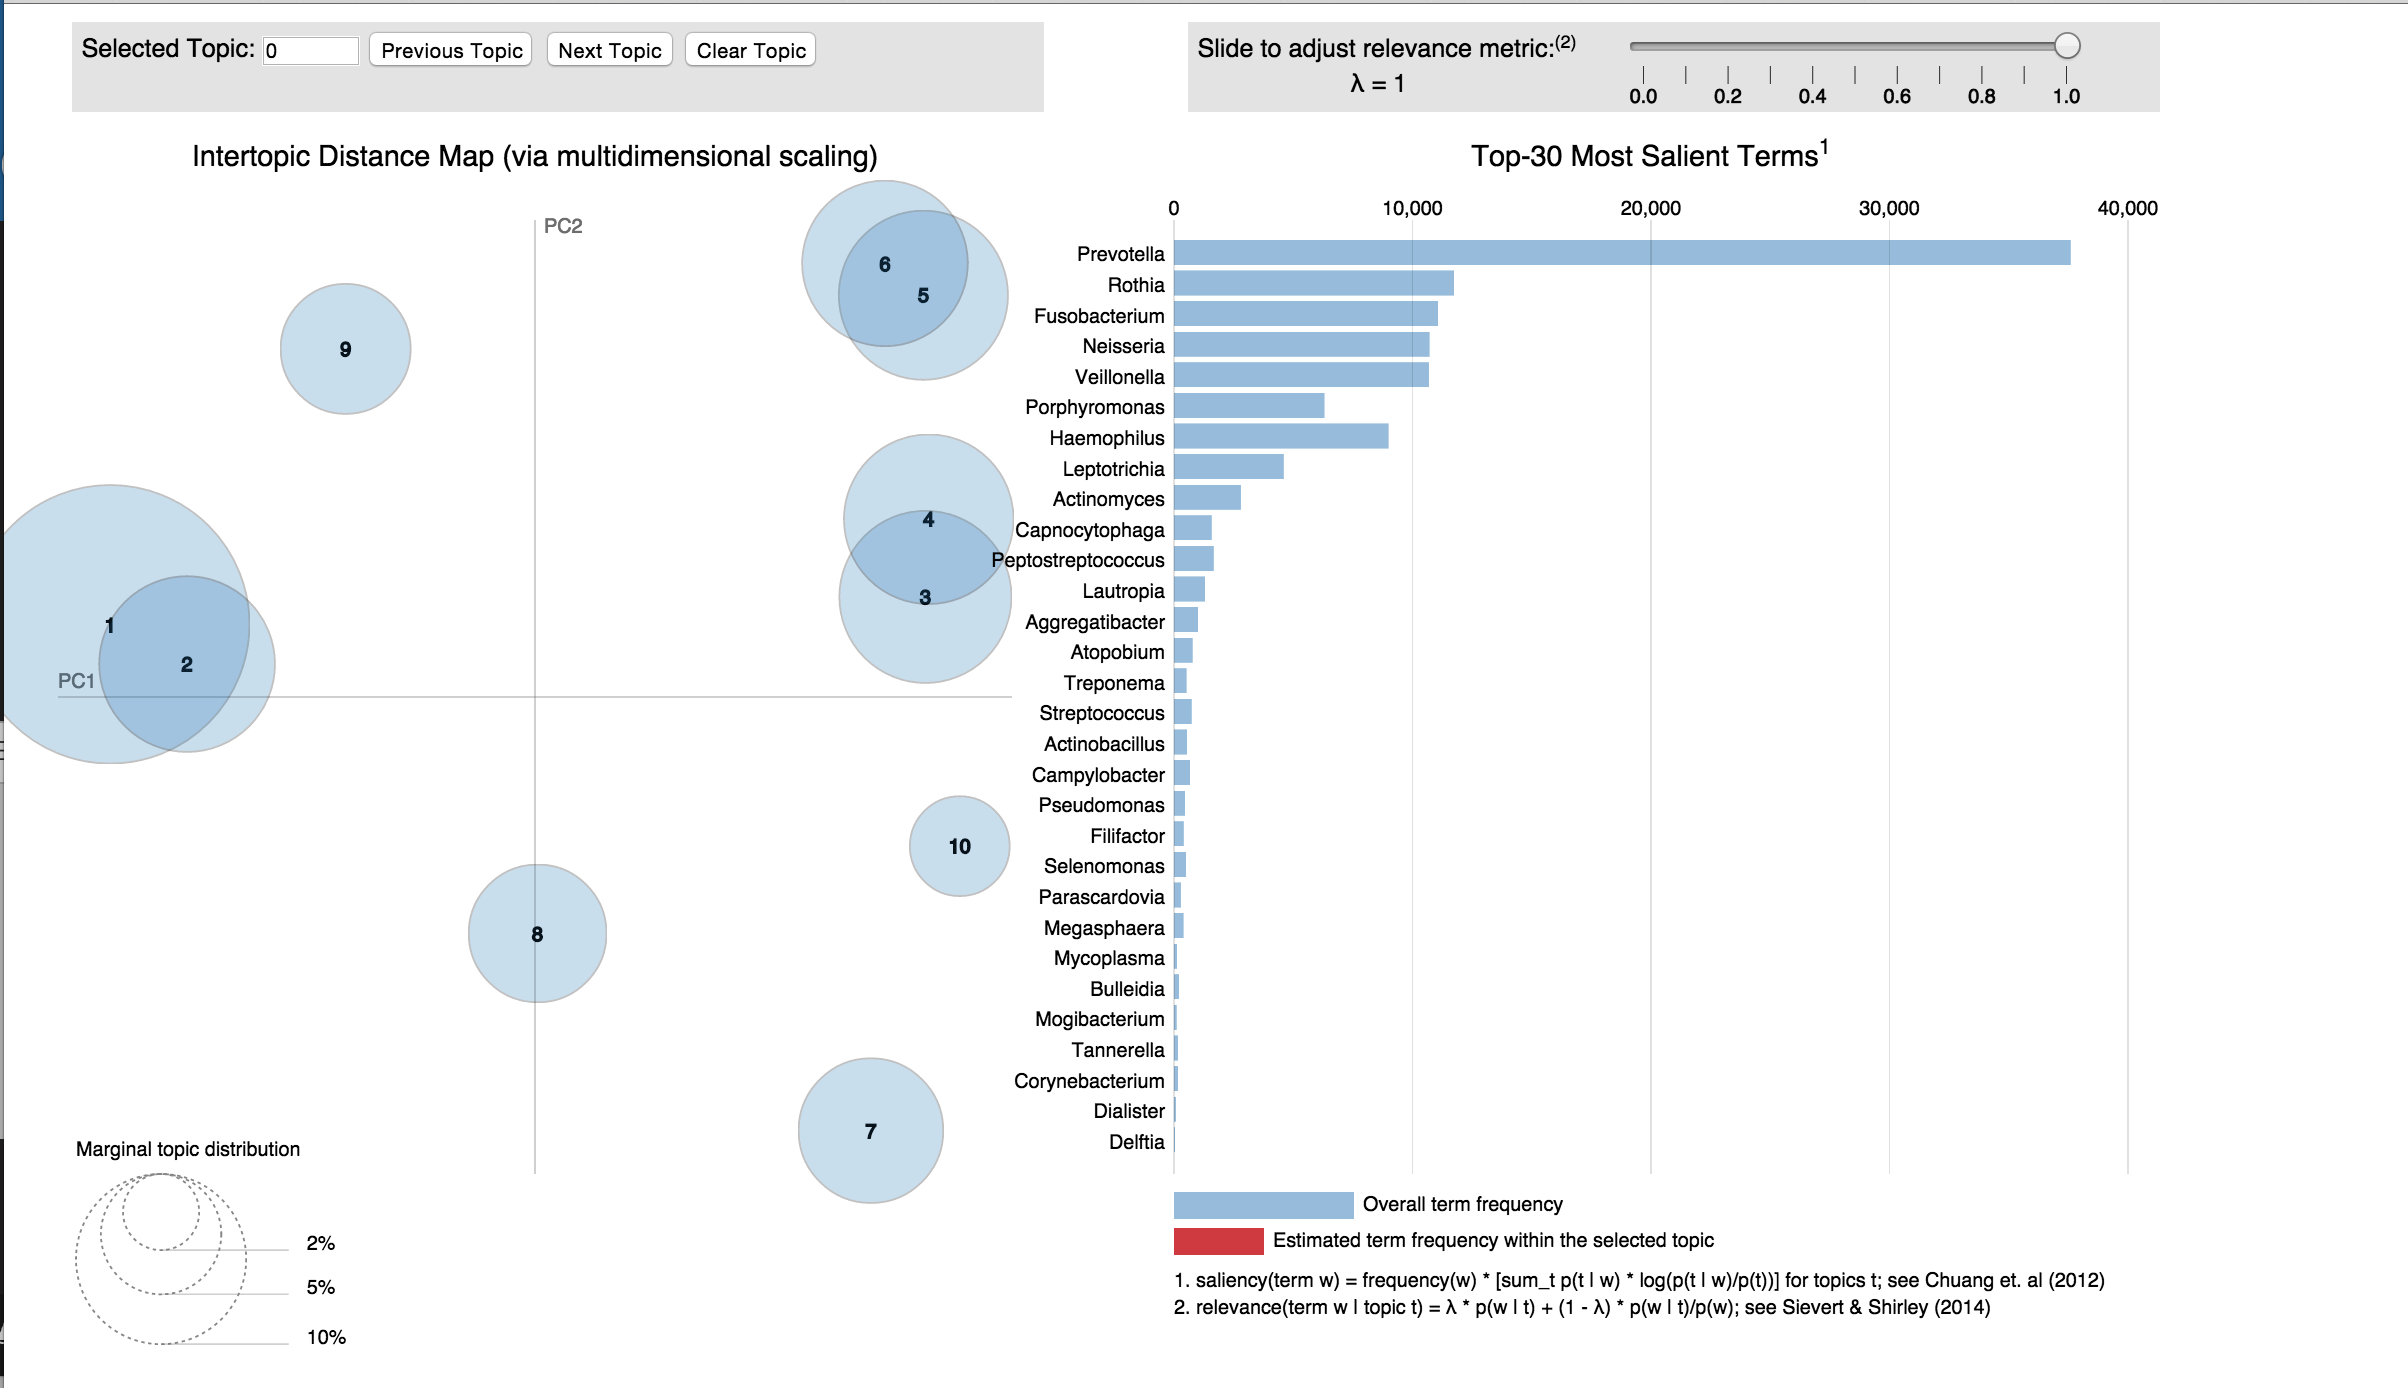 Selected Topic: 0 Previous Topic Next Topic Clear Topic
Slide to adjust relevance metric:(2)
λ = 1
0.0 0.2 0.4 0.6 0.8 1.0
Intertopic Distance Map (via multidimensional scaling)
PC2
PC1
6
5
9
4
3
1
2
10
8
7
Marginal topic distribution
2%
5%
10%
Top-30 Most Salient Terms1
0 10,000 20,000 30,000 40,000
Prevotella
Rothia
Fusobacterium
Neisseria
Veillonella
Porphyromonas
Haemophilus
Leptotrichia
Actinomyces
Capnocytophaga
Peptostreptococcus
Lautropia
Aggregatibacter
Atopobium
Treponema
Streptococcus
Actinobacillus
Campylobacter
Pseudomonas
Filifactor
Selenomonas
Parascardovia
Megasphaera
Mycoplasma
Bulleidia
Mogibacterium
Tannerella
Corynebacterium
Dialister
Delftia
Overall term frequency
Estimated term frequency within the selected topic
1. saliency(term w) = frequency(w) * [sum_t p(t | w) * log(p(t | w)/p(t))] for topics t; see Chuang et. al (2012)
2. relevance(term w | topic t) = λ * p(w | t) + (1 - λ) * p(w | t)/p(w); see Sievert & Shirley (2014)